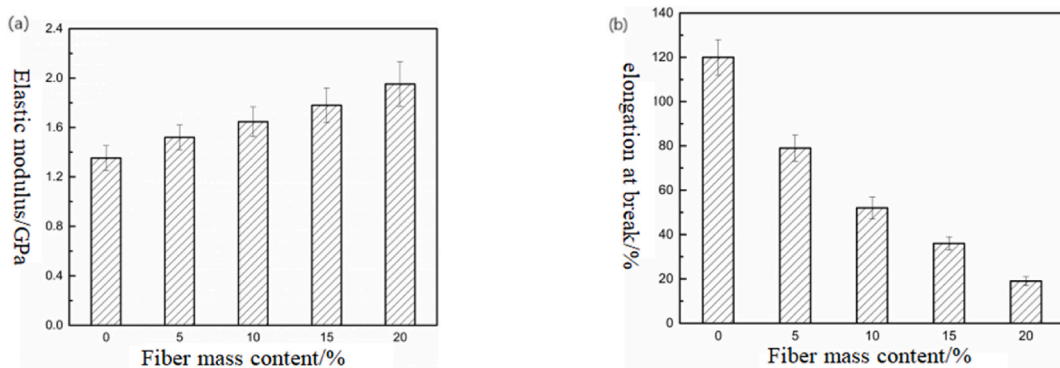 (a)
Elastic modulus/GPa
2.4
2.0
1.6
1.2
0.8
0.4
0.0
0 5 10 15 20
Fiber mass content/%
(b)
elongation at break/%
140
120
100
80
60
40
20
0
0 5 10 15 20
Fiber mass content/%